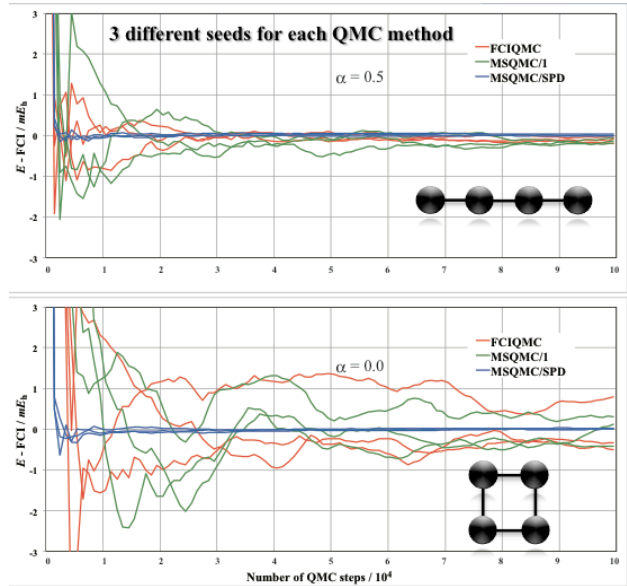 3 different seeds for each QMC method
FCIQMC
MSQMC/1
MSQMC/SPD
α = 0.5
E - FCI / mEh
3
2
1
0
-1
-2
-3
0 1 2 3 4 5 6 7 8 9 10
FCIQMC
MSQMC/1
MSQMC/SPD
α = 0.0
E - FCI / mEh
3
2
1
0
-1
-2
-3
0 1 2 3 4 5 6 7 8 9 10
Number of QMC steps / 10⁴